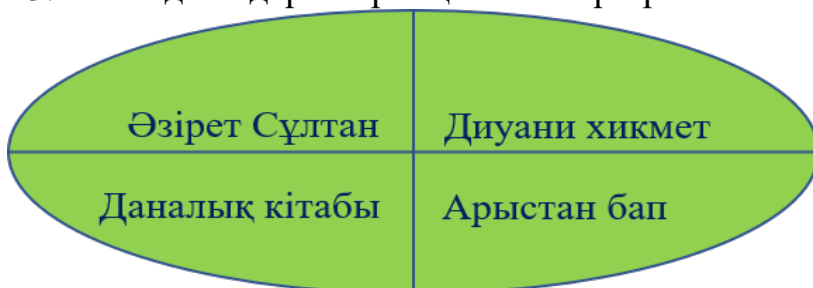 Әзірет Сұлтан
Диуани хикмет
Даналық кітабы
Арыстан бап